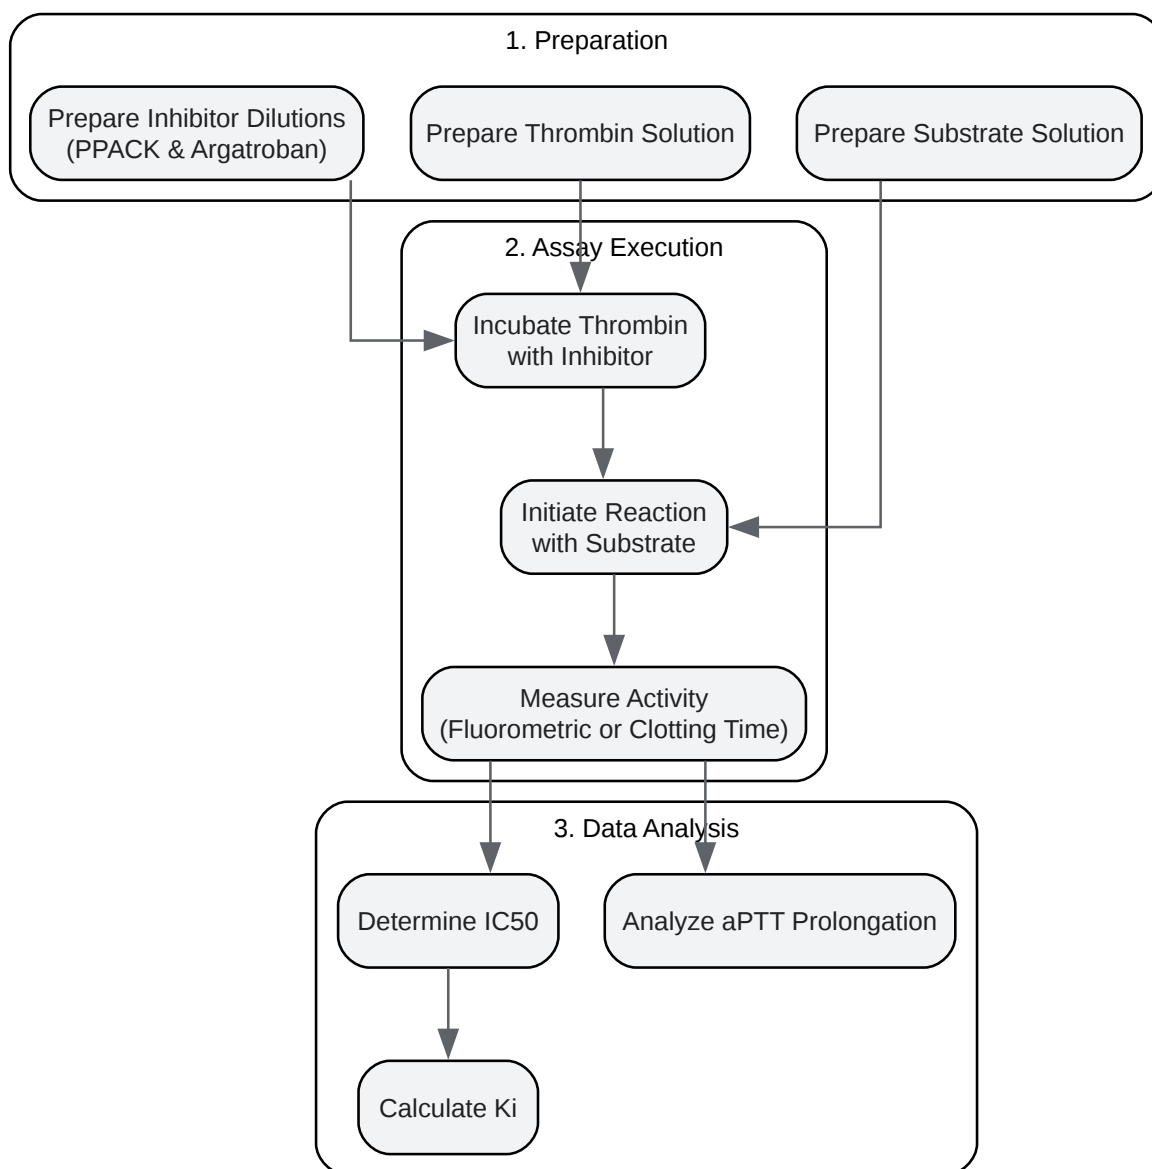 1. Preparation
Prepare Inhibitor Dilutions
(PPACK & Argatroban)
Prepare Thrombin Solution
Prepare Substrate Solution
2. Assay Execution
Incubate Thrombin
with Inhibitor
Initiate Reaction
with Substrate
Measure Activity
(Fluorometric or Clotting Time)
3. Data Analysis
Determine IC50
Analyze aPTT Prolongation
Calculate Ki